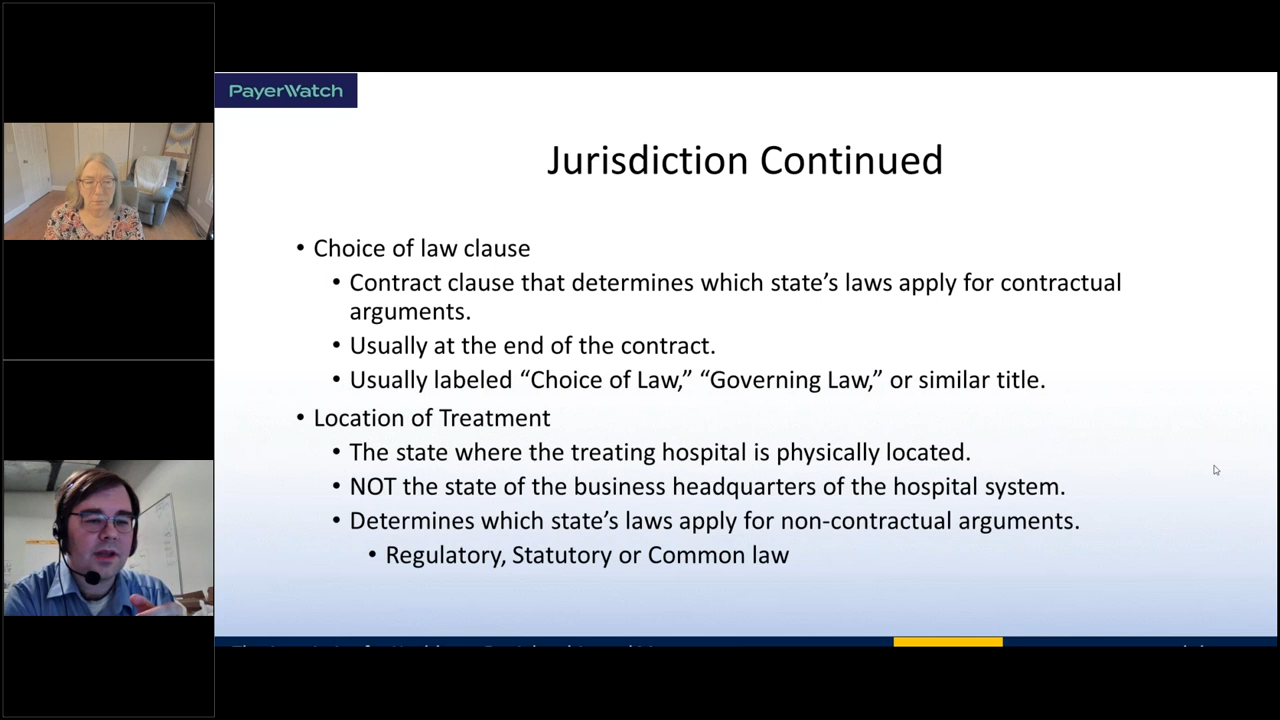 PayerWatch
Jurisdiction Continued
• Choice of law clause
• Contract clause that determines which state’s laws apply for contractual
arguments.
• Usually at the end of the contract.
• Usually labeled “Choice of Law,” “Governing Law,” or similar title.
• Location of Treatment
• The state where the treating hospital is physically located.
• NOT the state of the business headquarters of the hospital system.
• Determines which state’s laws apply for non-contractual arguments.
• Regulatory, Statutory or Common law